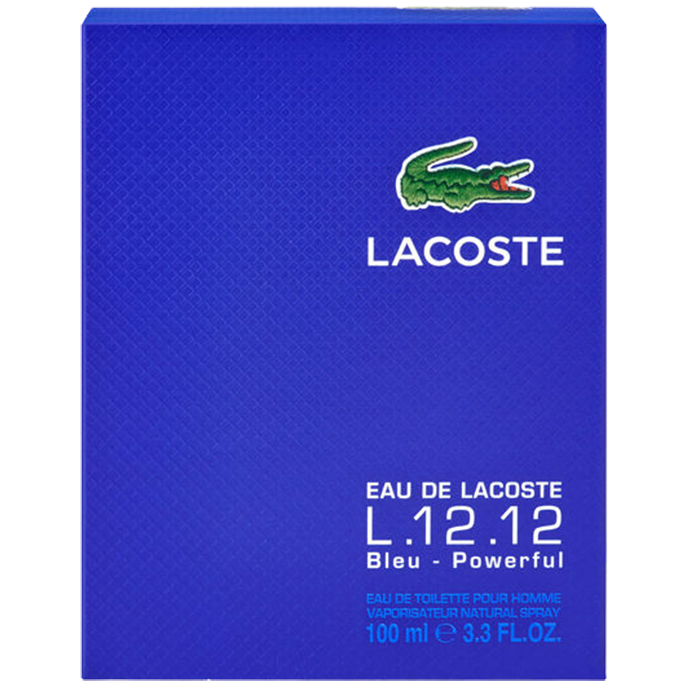 LACOSTE
EAU DE LACOSTE
L.12.12
Bleu - Powerful
EAU DE TOILETTE POUR HOMME
VAPORISATEUR NATURAL SPRAY
100 ml ℮ 3.3 FL.OZ.